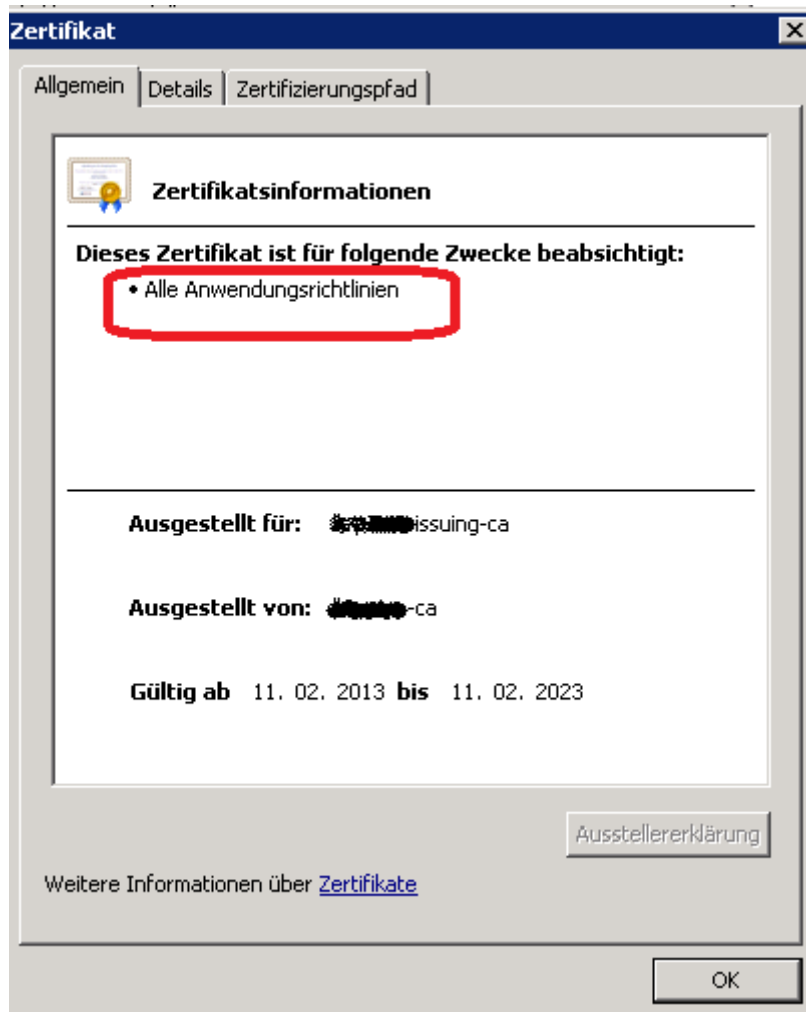 Zertifikat
Allgemein Details Zertifizierungspfad
Zertifikatsinformationen
Dieses Zertifikat ist für folgende Zwecke beabsichtigt:
• Alle Anwendungsrichtlinien
Ausgestellt für: issuing-ca
Ausgestellt von: -ca
Gültig ab 11. 02. 2013 bis 11. 02. 2023
Ausstellererklärung
Weitere Informationen über Zertifikate
OK